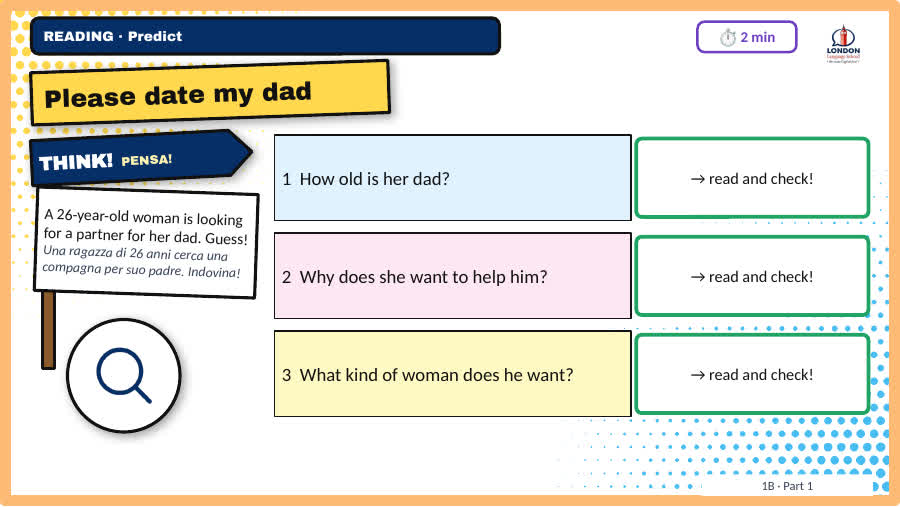 READING · Predict
⏱ 2 min
LONDON
Language School
Please date my dad
THINK! PENSA!
A 26-year-old woman is looking
for a partner for her dad. Guess!
Una ragazza di 26 anni cerca una
compagna per suo padre. Indovina!
1 How old is her dad?
→ read and check!
2 Why does she want to help him?
→ read and check!
3 What kind of woman does he want?
→ read and check!
1B · Part 1